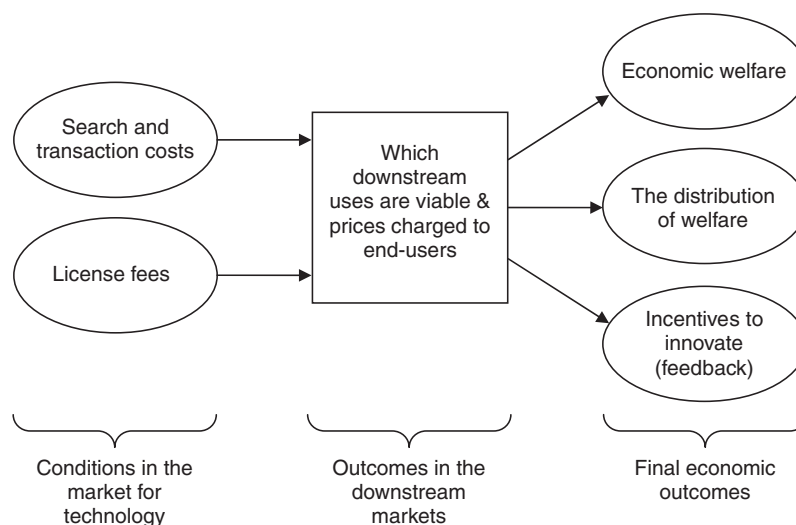 Search and
transaction costs
License fees
Which
downstream
uses are viable &
prices charged to
end-users
Economic welfare
The distribution
of welfare
Incentives to
innovate
(feedback)
Conditions in the
market for
technology
Outcomes in the
downstream
markets
Final economic
outcomes